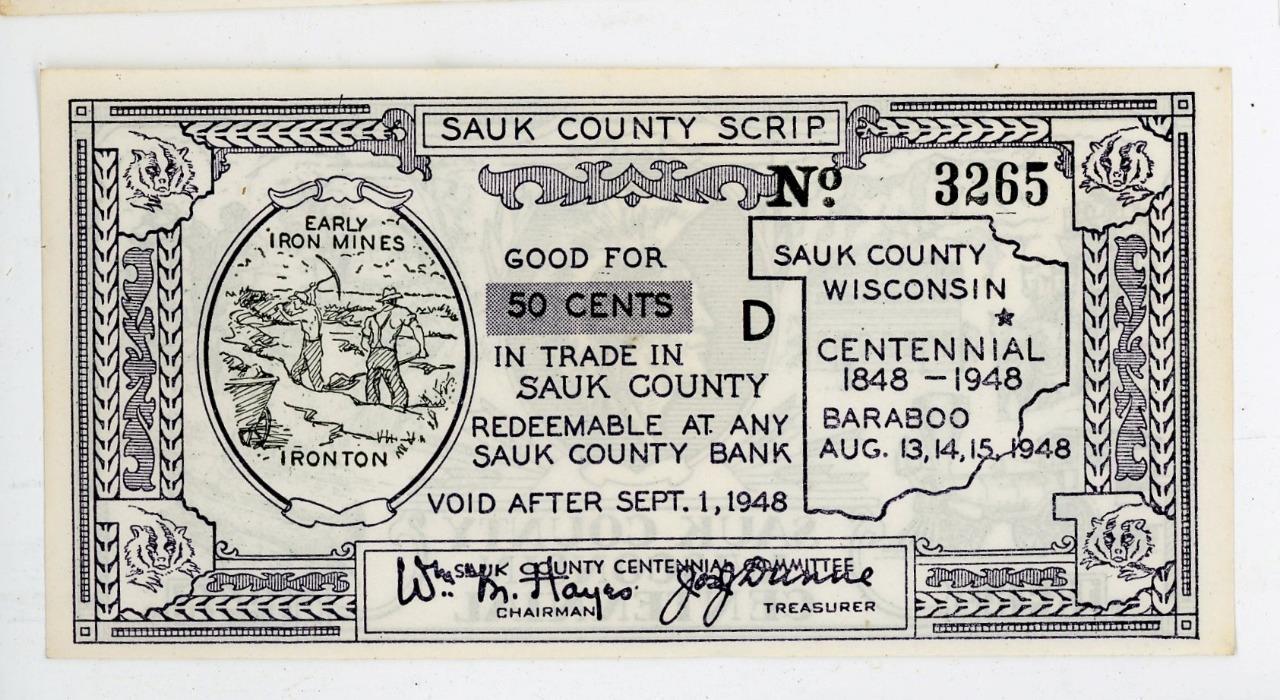 SAUK COUNTY SCRIP
Nº 3265
EARLY
IRON MINES
IRONTON
GOOD FOR
50 CENTS
IN TRADE IN
SAUK COUNTY
REDEEMABLE AT ANY
SAUK COUNTY BANK
VOID AFTER SEPT. 1, 1948
D
SAUK COUNTY
WISCONSIN
CENTENNIAL
1848 – 1948
BARABOO
AUG. 13, 14, 15, 1948
SAUK COUNTY CENTENNIAL COMMITTEE
Wm. M. Hayes
CHAIRMAN
TREASURER